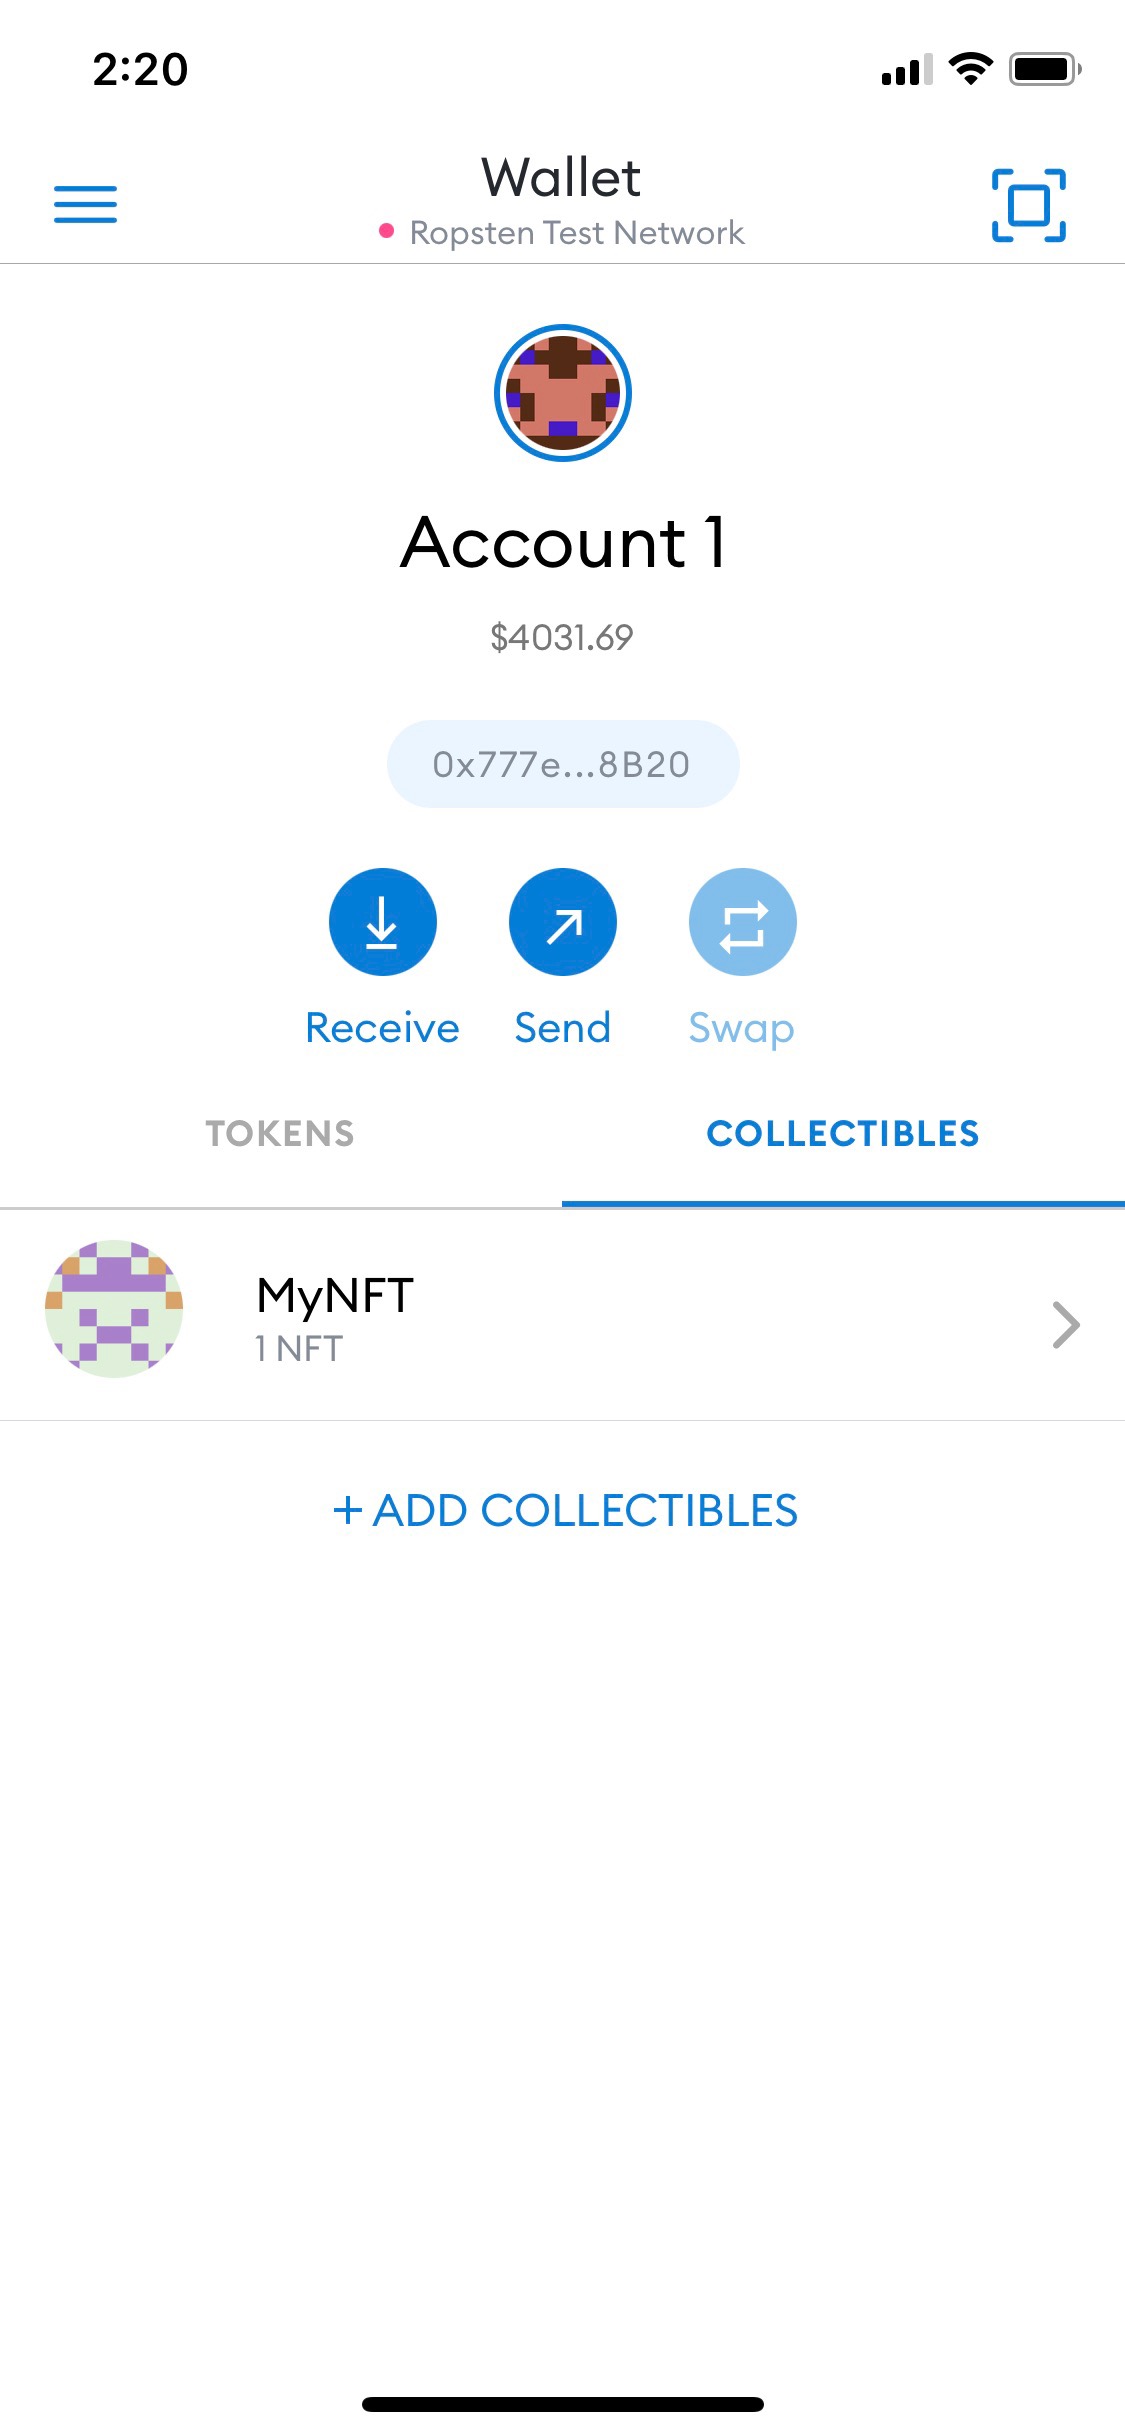 2:20
Wallet
Ropsten Test Network
Account 1
$4031.69
0x777e...8B20
Receive Send Swap
TOKENS COLLECTIBLES
MyNFT
1 NFT
+ ADD COLLECTIBLES